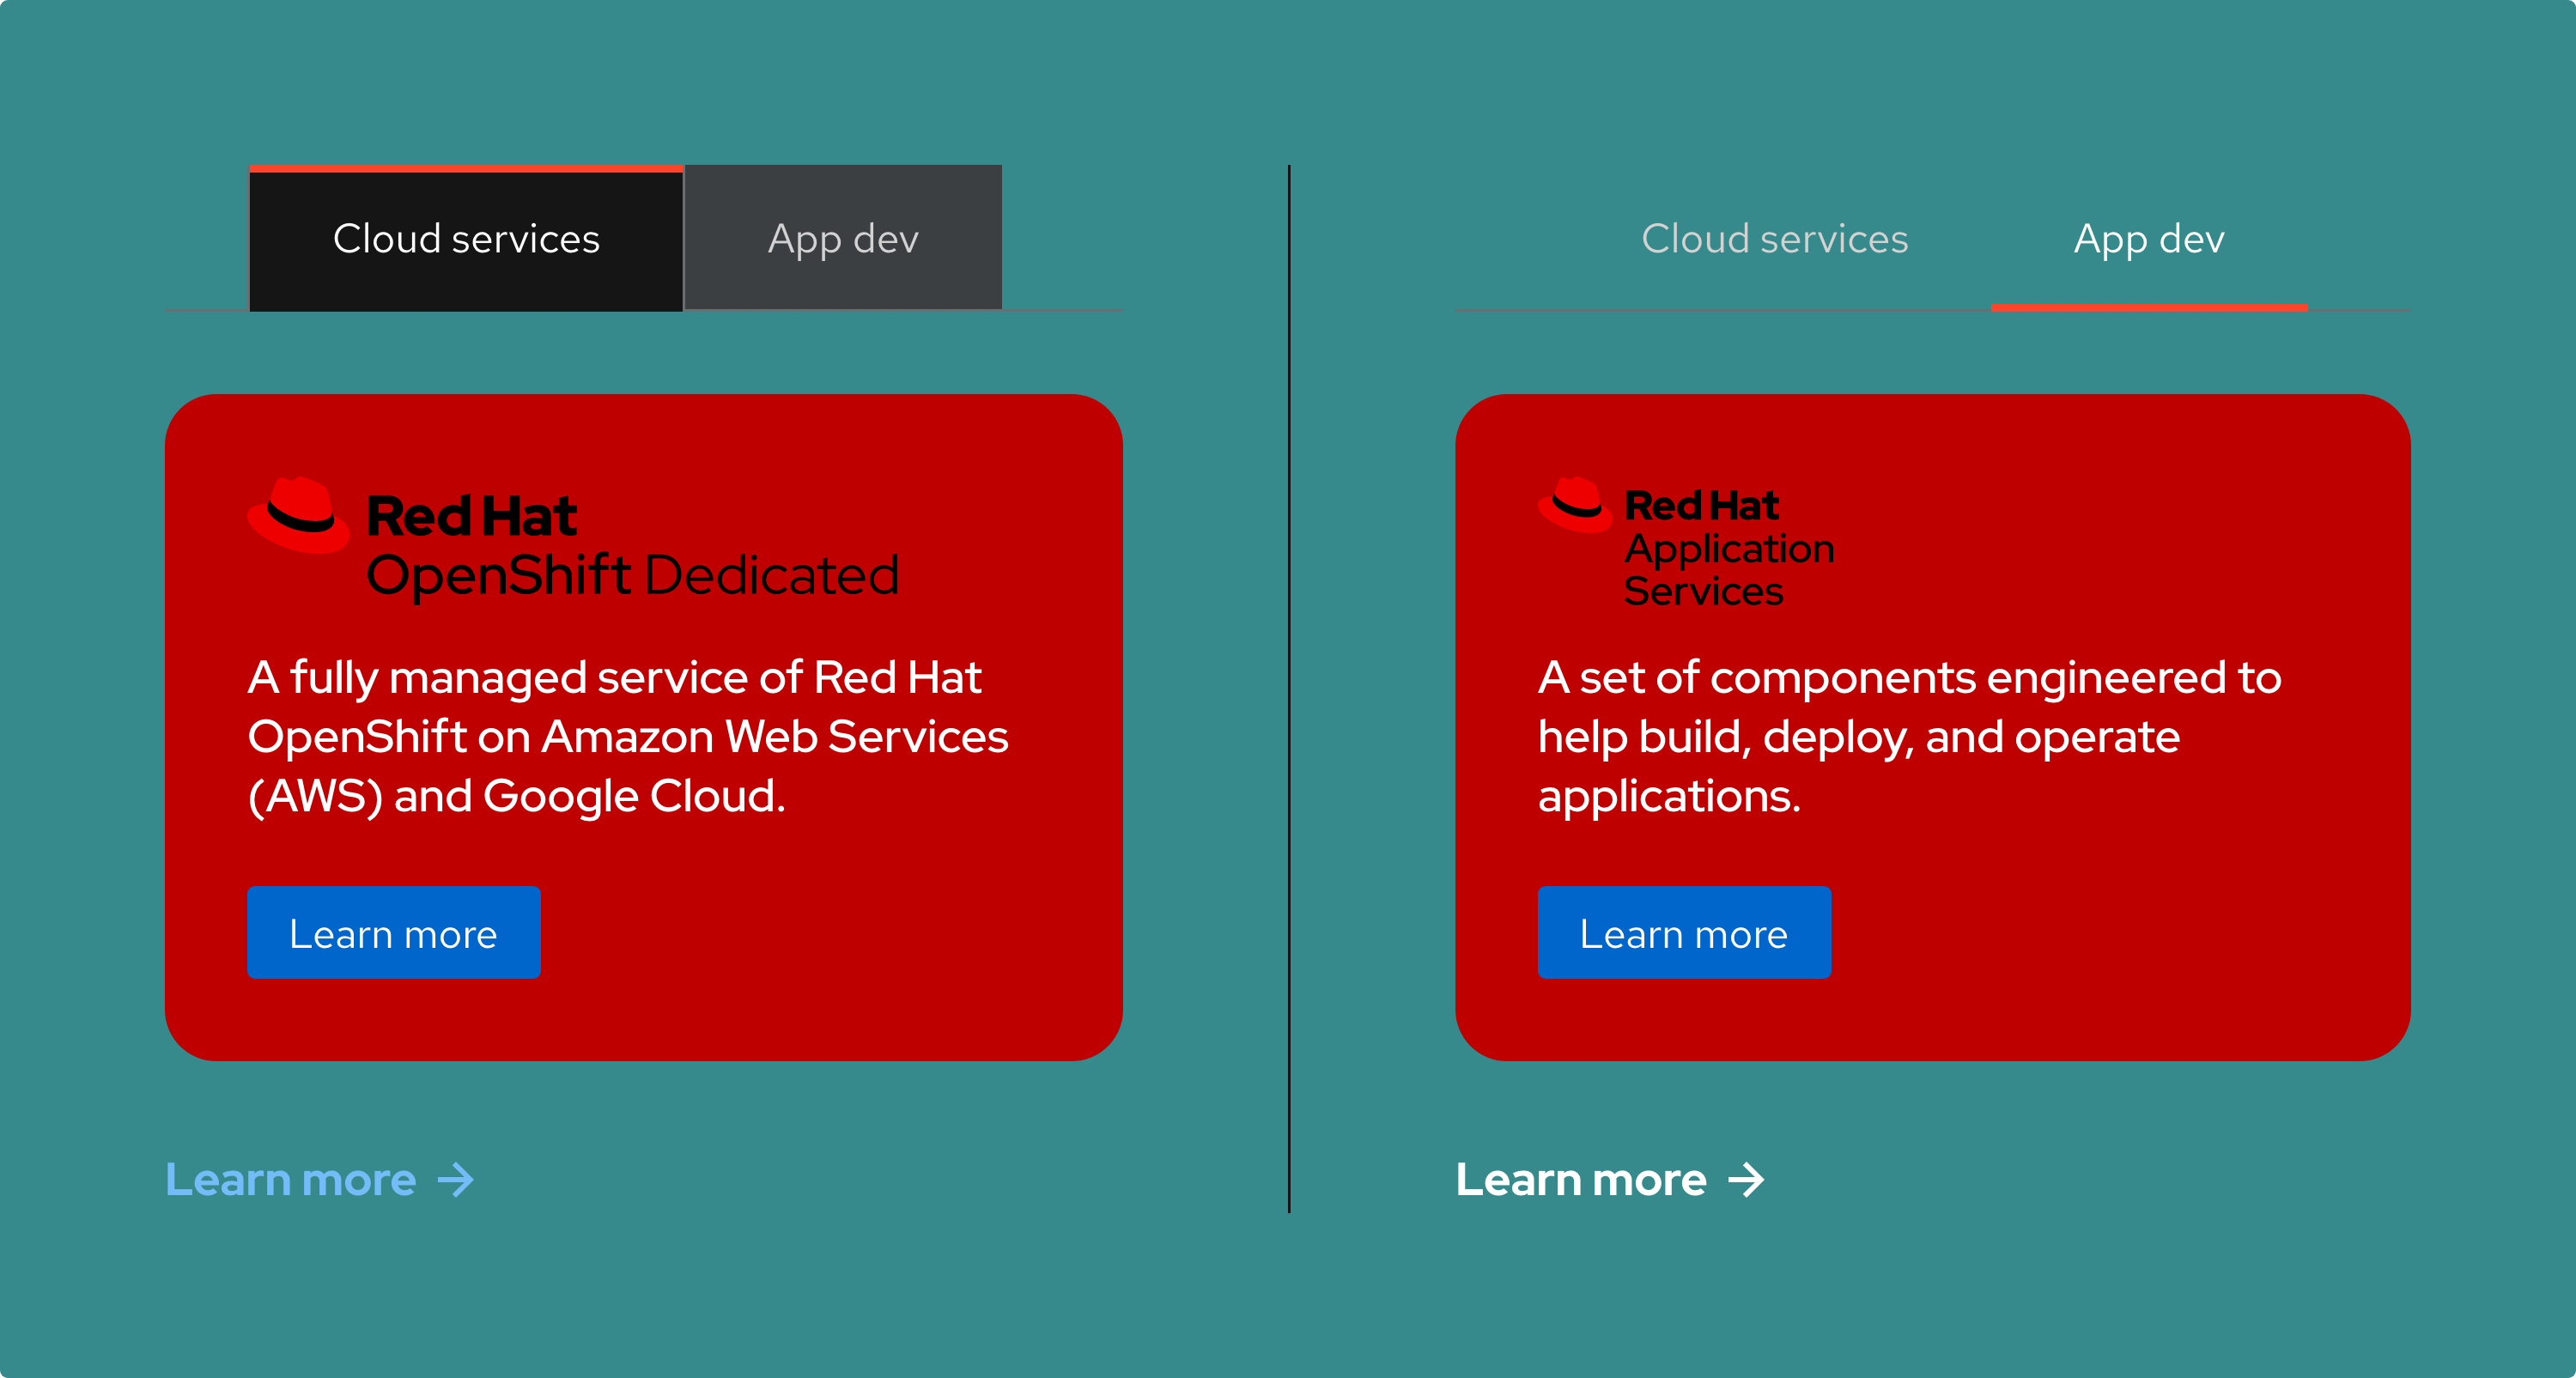 Cloud services
App dev
Red Hat
OpenShift Dedicated
A fully managed service of Red Hat
OpenShift on Amazon Web Services
(AWS) and Google Cloud.
Learn more
Learn more
Cloud services
App dev
Red Hat
Application
Services
A set of components engineered to
help build, deploy, and operate
applications.
Learn more
Learn more